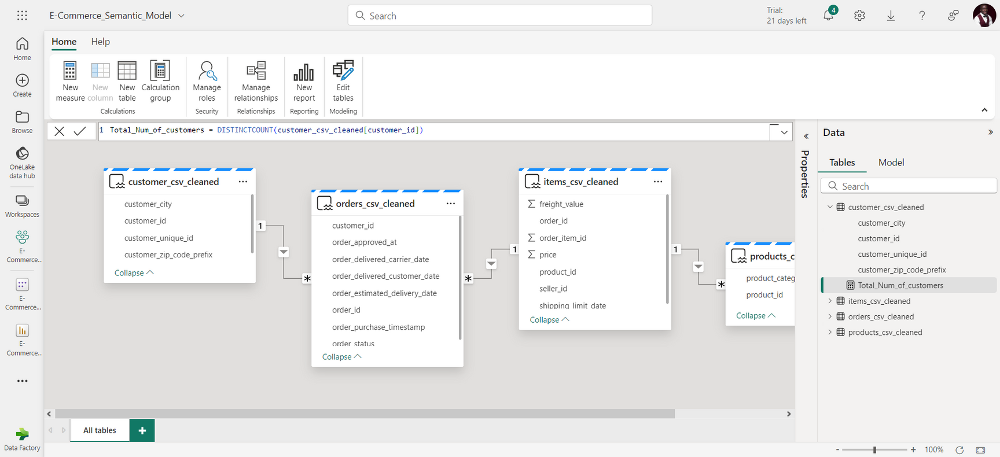 E-Commerce_Semantic_Model
Search
Trial:
21 days left
4
Home
Help
Home
Create
Browse
OneLake
data hub
Workspaces
E-
Commerce...
E-
Commerce...
E-
Commerce...
Data Factory
New
measure
New
column
New
table
Calculation
group
Calculations
Manage
roles
Security
Manage
relationships
Relationships
New
report
Reporting
Edit
tables
Modeling
1 Total_Num_of_customers = DISTINCTCOUNT(customer_csv_cleaned[customer_id])
customer_csv_cleaned
customer_city
customer_id
customer_unique_id
customer_zip_code_prefix
Collapse
1
*
orders_csv_cleaned
customer_id
order_approved_at
order_delivered_carrier_date
order_delivered_customer_date
order_estimated_delivery_date
order_id
order_purchase_timestamp
order_status
Collapse
*
1
items_csv_cleaned
Σ freight_value
order_id
Σ order_item_id
Σ price
product_id
seller_id
shipping_limit_date
Collapse
1
*
products_c
product_categ
product_id
Collapse
All tables
+
Properties
Data
Tables
Model
Search
customer_csv_cleaned
customer_city
customer_id
customer_unique_id
customer_zip_code_prefix
Total_Num_of_customers
items_csv_cleaned
orders_csv_cleaned
products_csv_cleaned
- + 100%